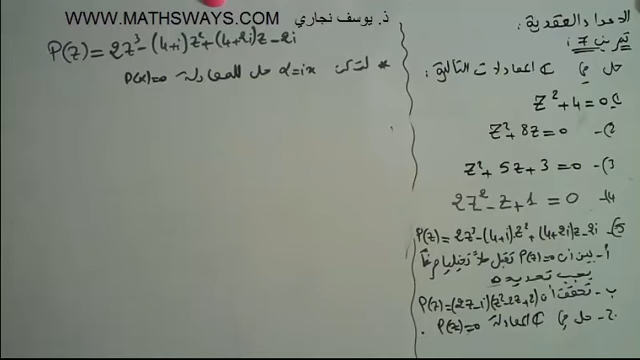 WWW.MATHSWAYS.COM ذ. يوسف نجاري
P(z) = 2z³ - (4+i)z² + (4+2i)z - 2i
* لتكن α=ix حل للمعادلة P(α)=0
الأعداد العقدية:
تمرين 7:
حل في ℂ المعادلات التالية:
z² + 4 = 0 (1
z² + 8z = 0 -(2
z² + 5z + 3 = 0 -(3
2z² - z + 1 = 0 -4
P(z) = 2z³ - (4+i)z² + (4+2i)z - 2i -(5
أ- بين أن P(z)=0 تقبل حلا تخيليا صرفا
يجب تحديده
ب- تحقق أن P(z)=(2z-i)(z²-2z+2)
ج- حل في ℂ المعادلة P(z)=0.